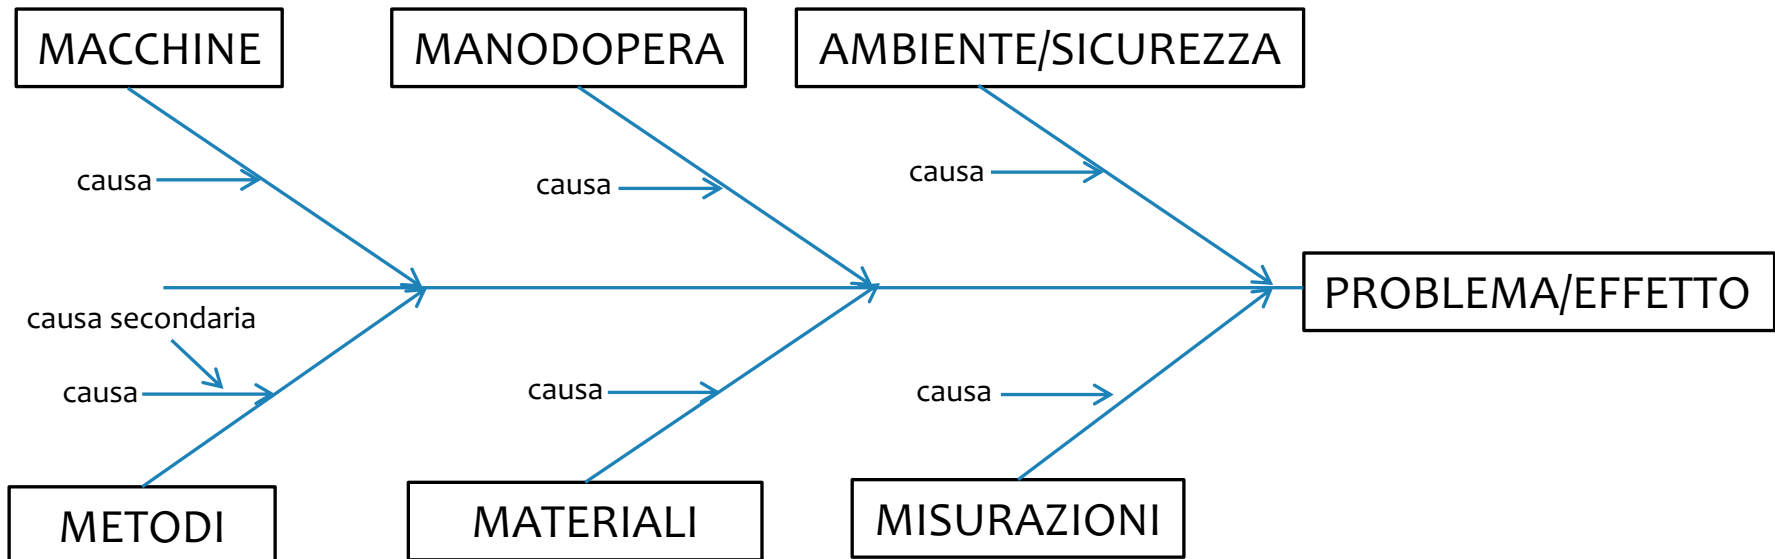 MACCHINE
MANODOPERA
AMBIENTE/SICUREZZA
causa
causa
causa
PROBLEMA/EFFETTO
causa secondaria
causa
causa
causa
METODI
MATERIALI
MISURAZIONI